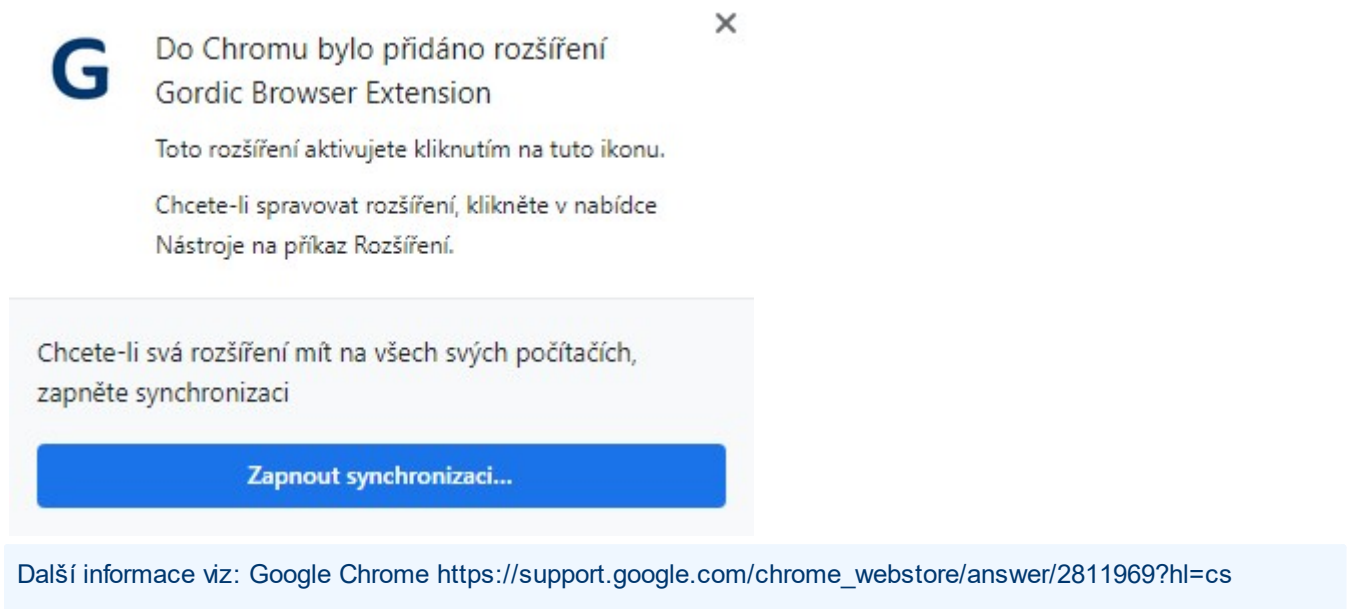 G
Do Chromu bylo přidáno rozšíření
Gordic Browser Extension
Toto rozšíření aktivujete kliknutím na tuto ikonu.
Chcete-li spravovat rozšíření, klikněte v nabídce
Nástroje na příkaz Rozšíření.
Chcete-li svá rozšíření mít na všech svých počítačích,
zapněte synchronizaci
Zapnout synchronizaci...
Další informace viz: Google Chrome https://support.google.com/chrome_webstore/answer/2811969?hl=cs